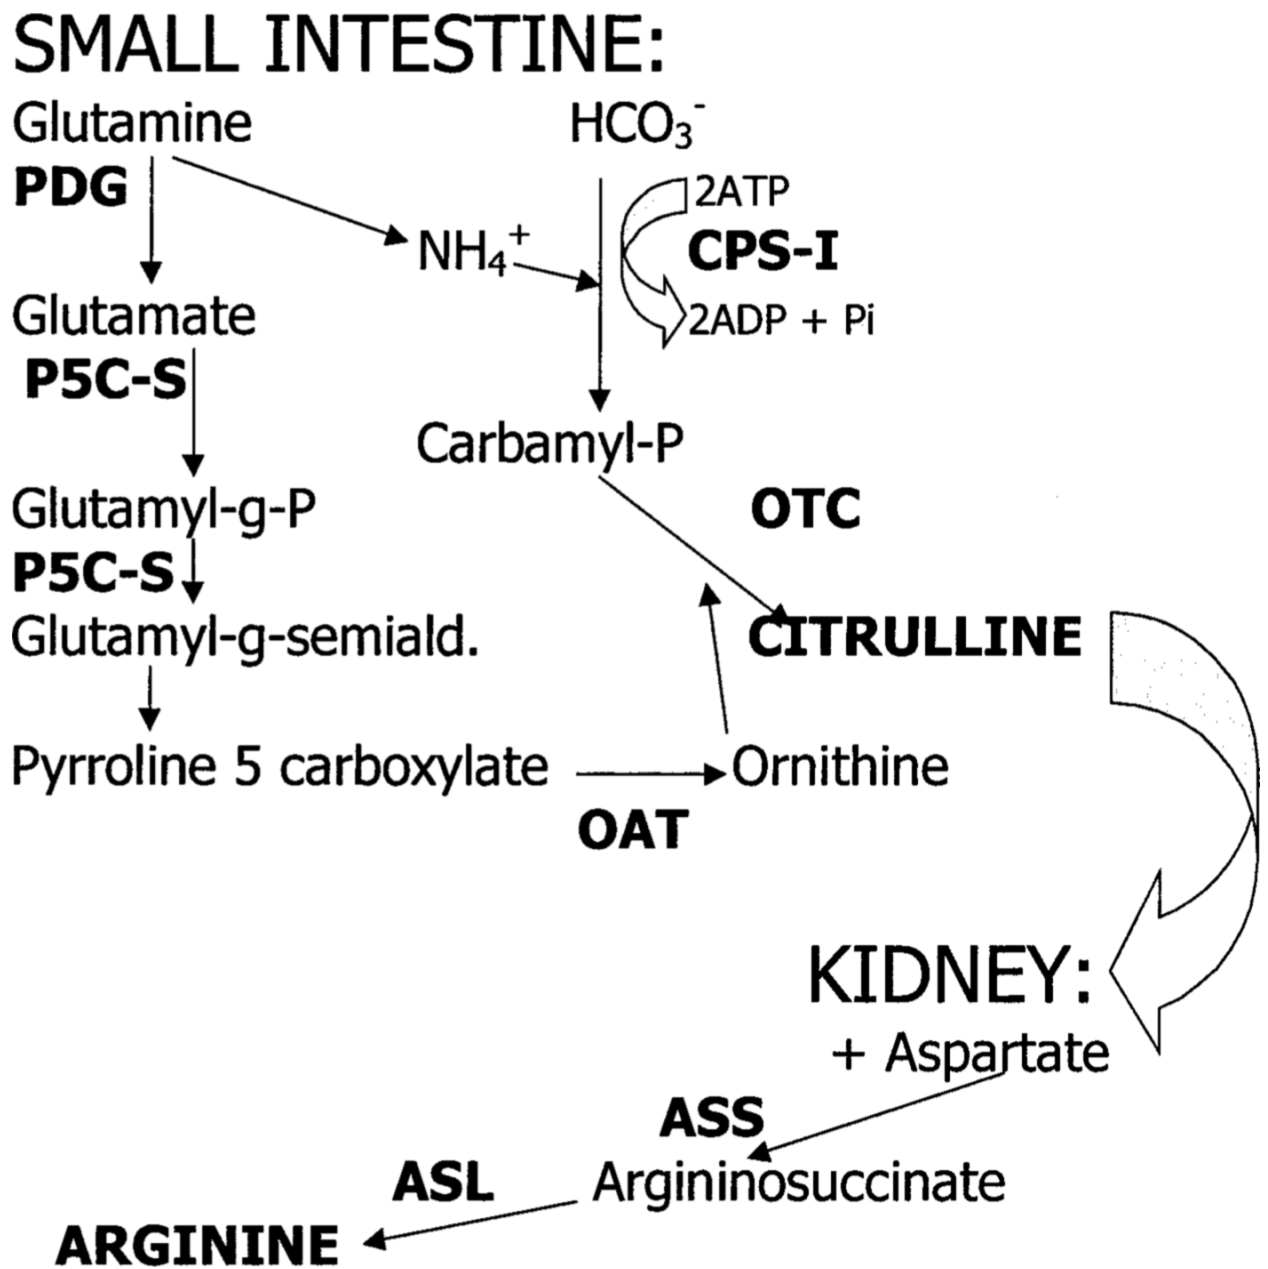 SMALL INTESTINE:
Glutamine
HCO₃⁻
PDG
2ATP
NH₄⁺
CPS-I
Glutamate
2ADP + Pi
P5C-S
Carbamyl-P
Glutamyl-g-P
OTC
P5C-S
Glutamyl-g-semiald.
CITRULLINE
Pyrroline 5 carboxylate
Ornithine
OAT
KIDNEY:
+ Aspartate
ASS
ASL
Argininosuccinate
ARGININE